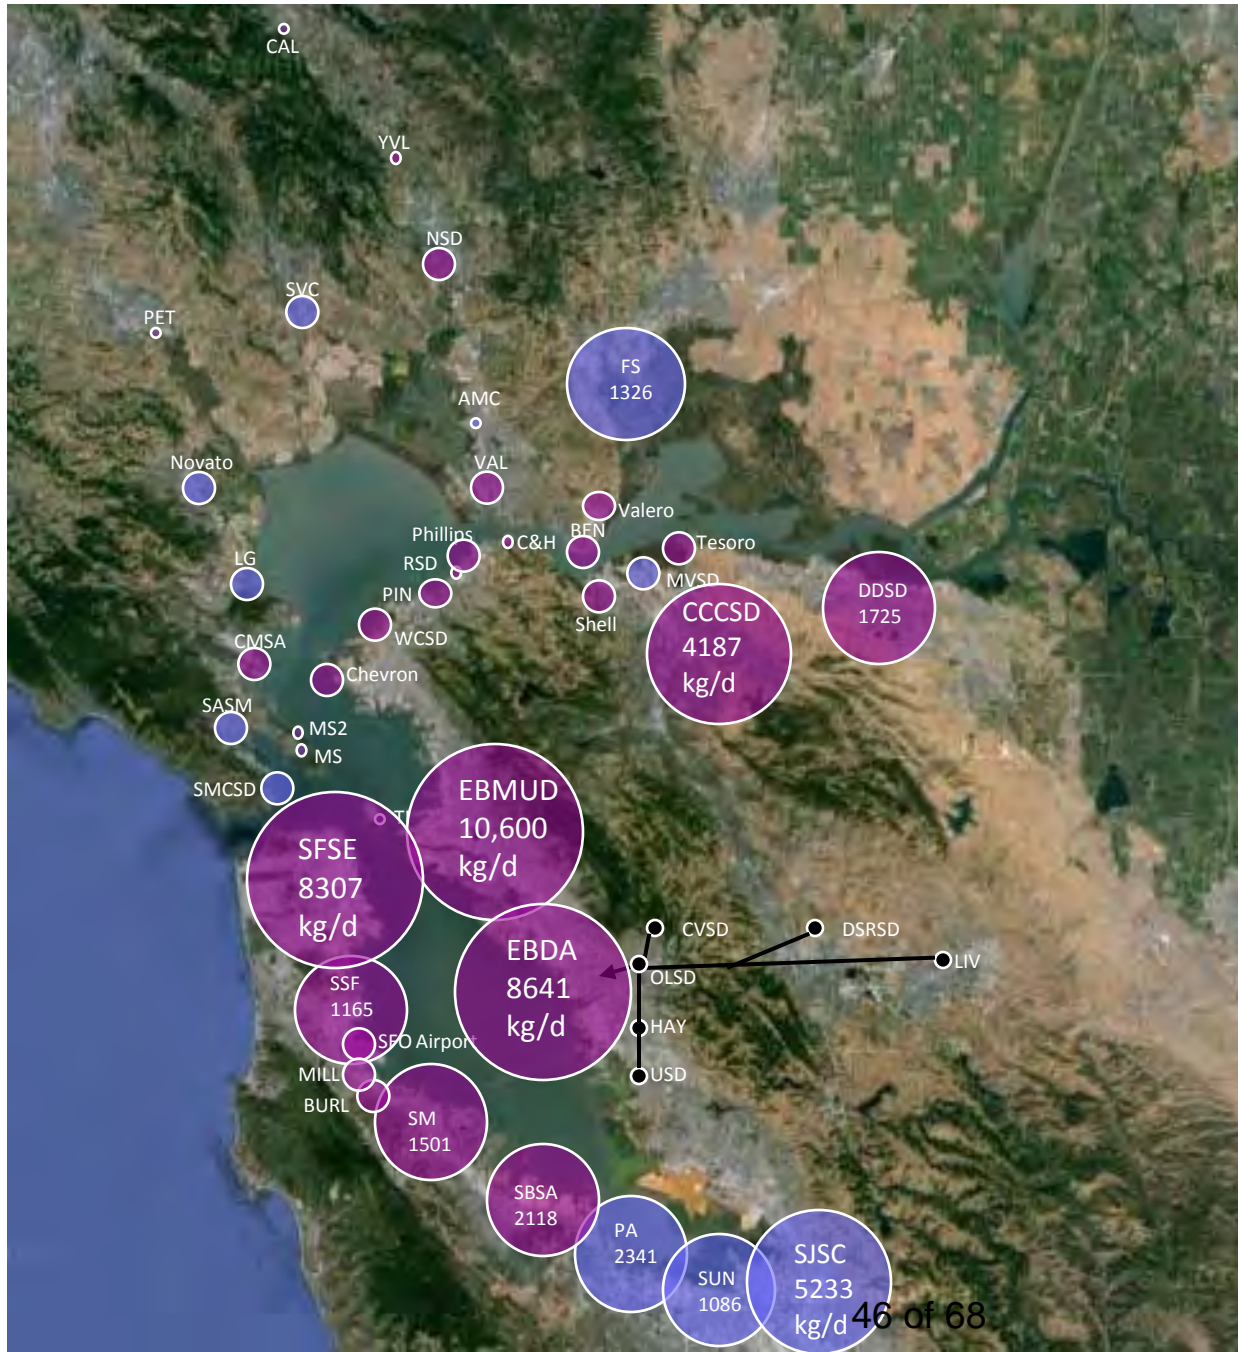 CAL
YVL
NSD
SVC
PET
FS
1326
AMC
Novato
VAL
Valero
Phillips
C&H
BEN
Tesoro
RSD
LG
MVSD
PIN
Shell
DDSD
1725
CCCSD
4187
kg/d
WCSD
CMSA
Chevron
SASM
MS2
MS
SMCSD
EBMUD
10,600
kg/d
SFSE
8307
kg/d
CVSD
DSRSD
EBDA
8641
kg/d
OLSD
LIV
SSF
1165
HAY
SFO Airport
MILL
USD
BURL
SM
1501
SBSA
2118
PA
2341
SUN
1086
SJSC
5233
kg/d
46 of 68